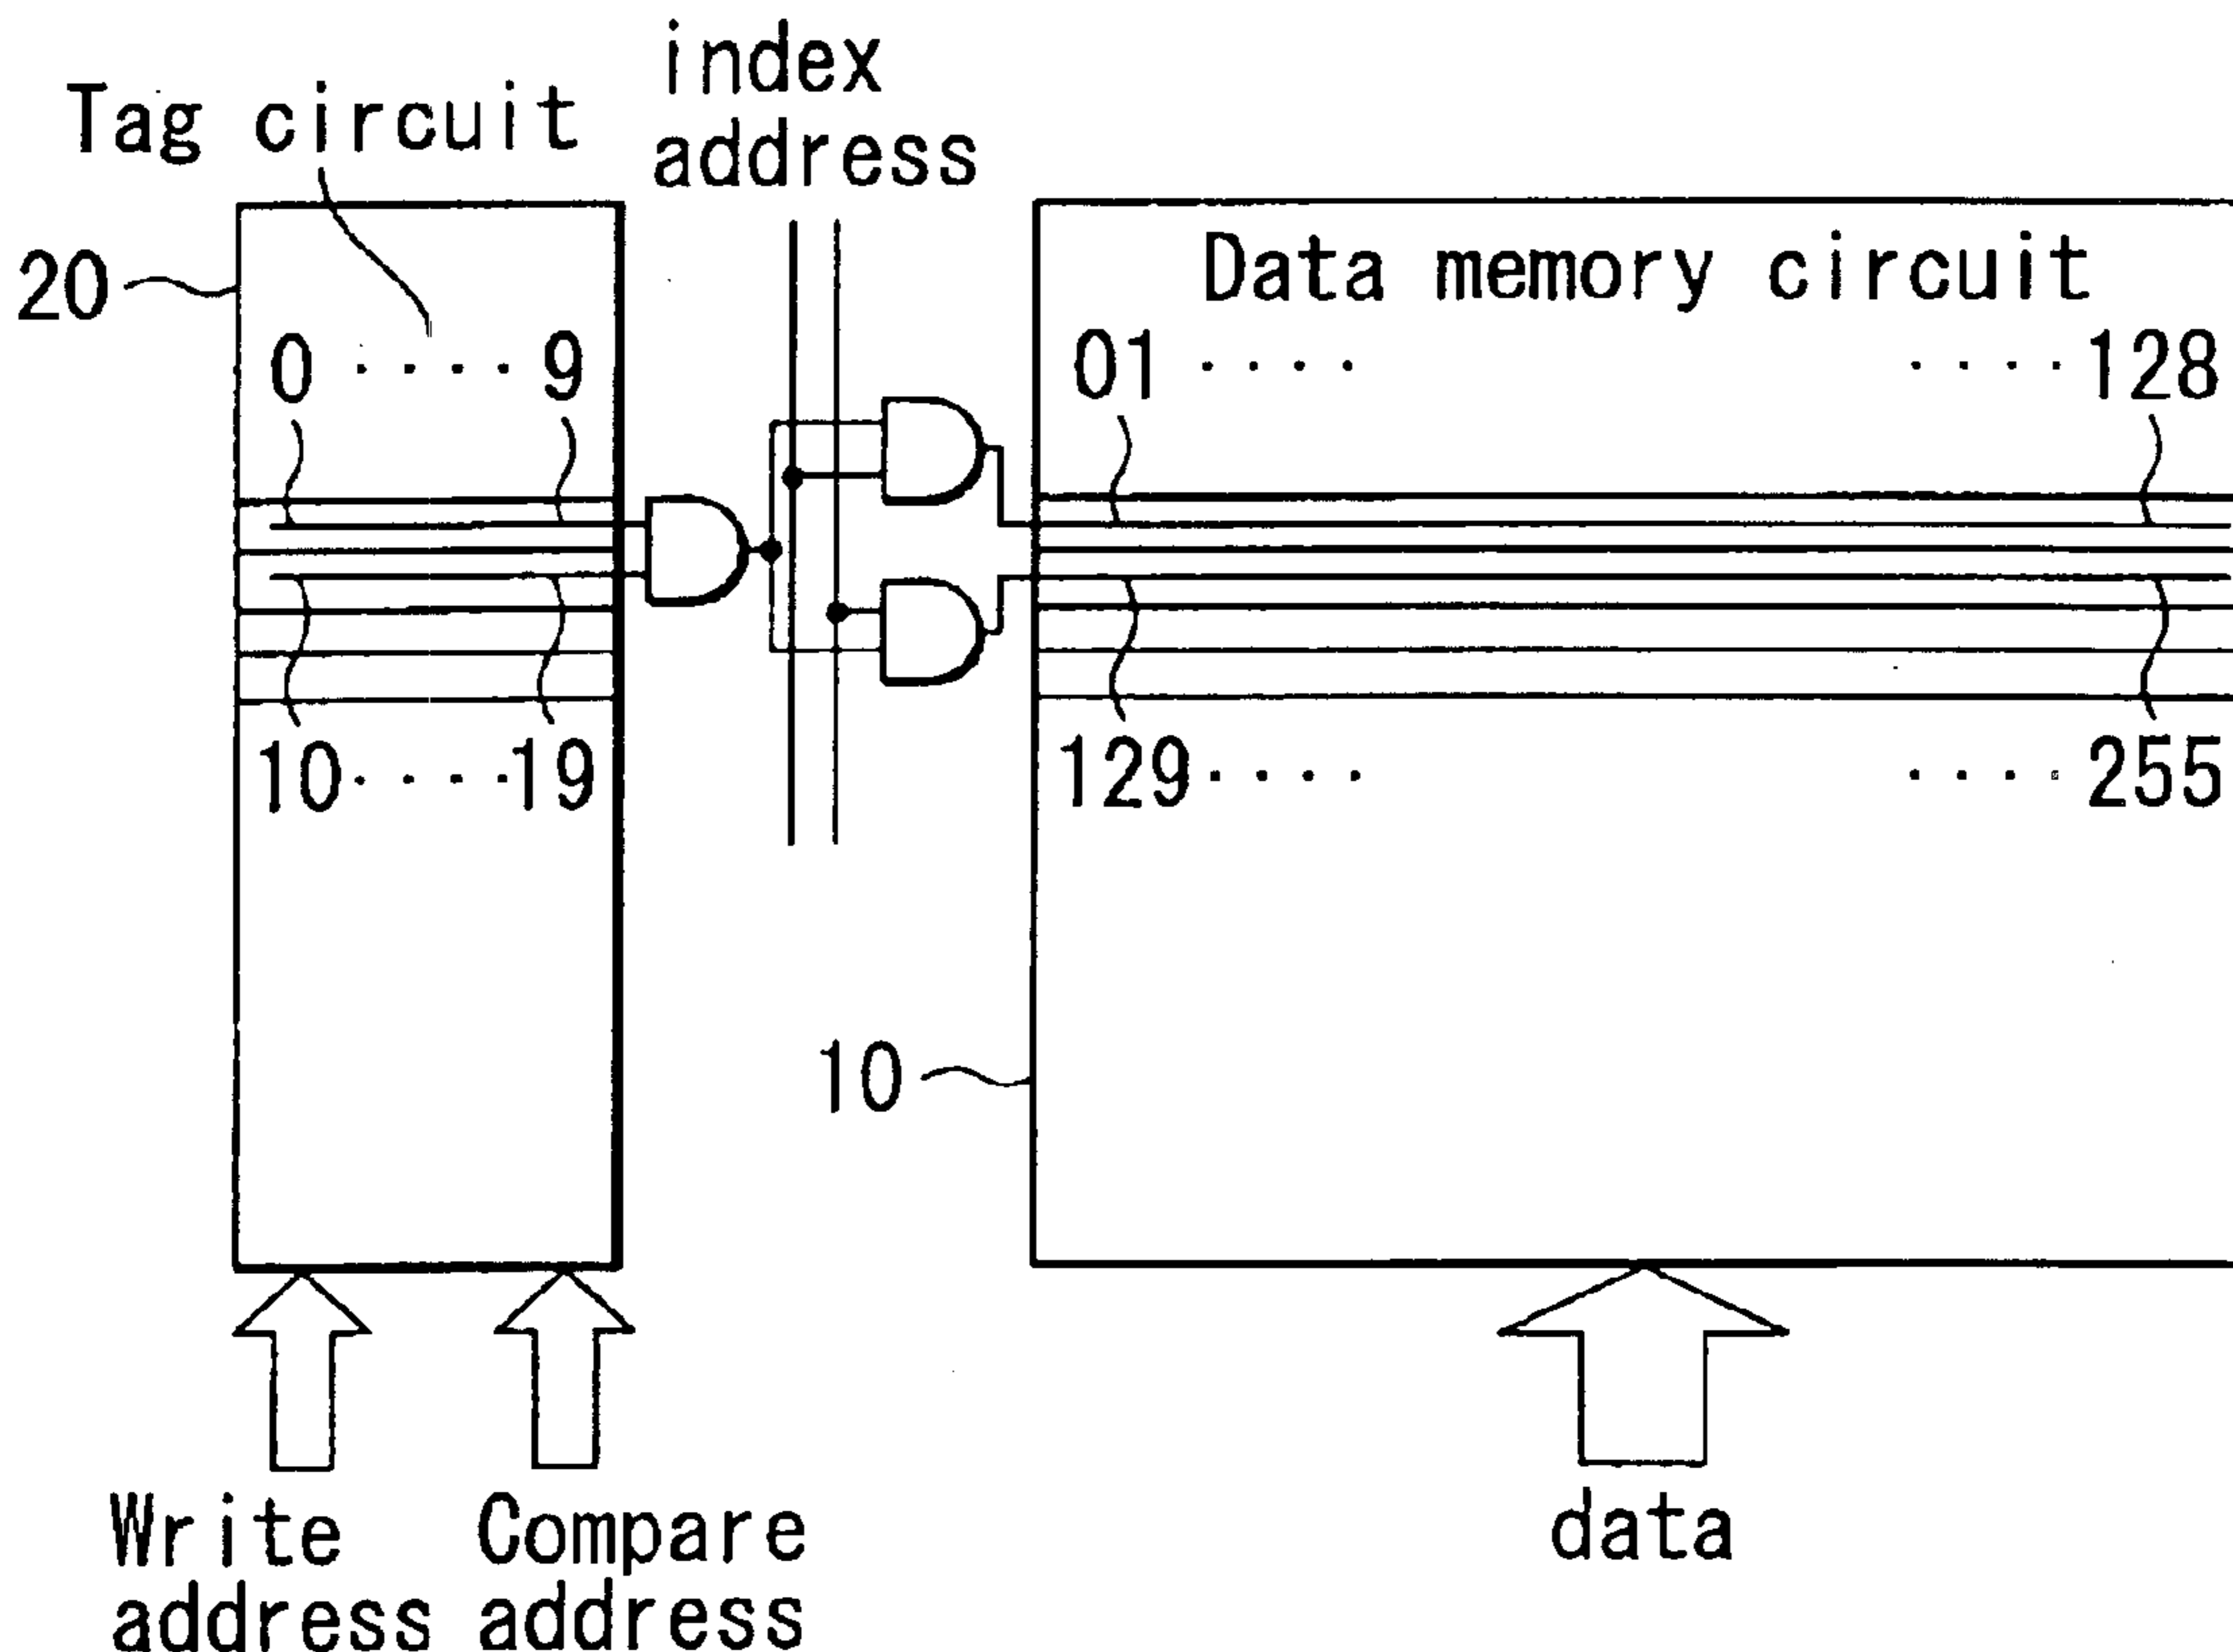 index
address
Tag circuit
Data memory circuit
20
0 ···· 9
01 ···· ····128
10····19
129···· ····255
10
Write
address
Compare
address
data